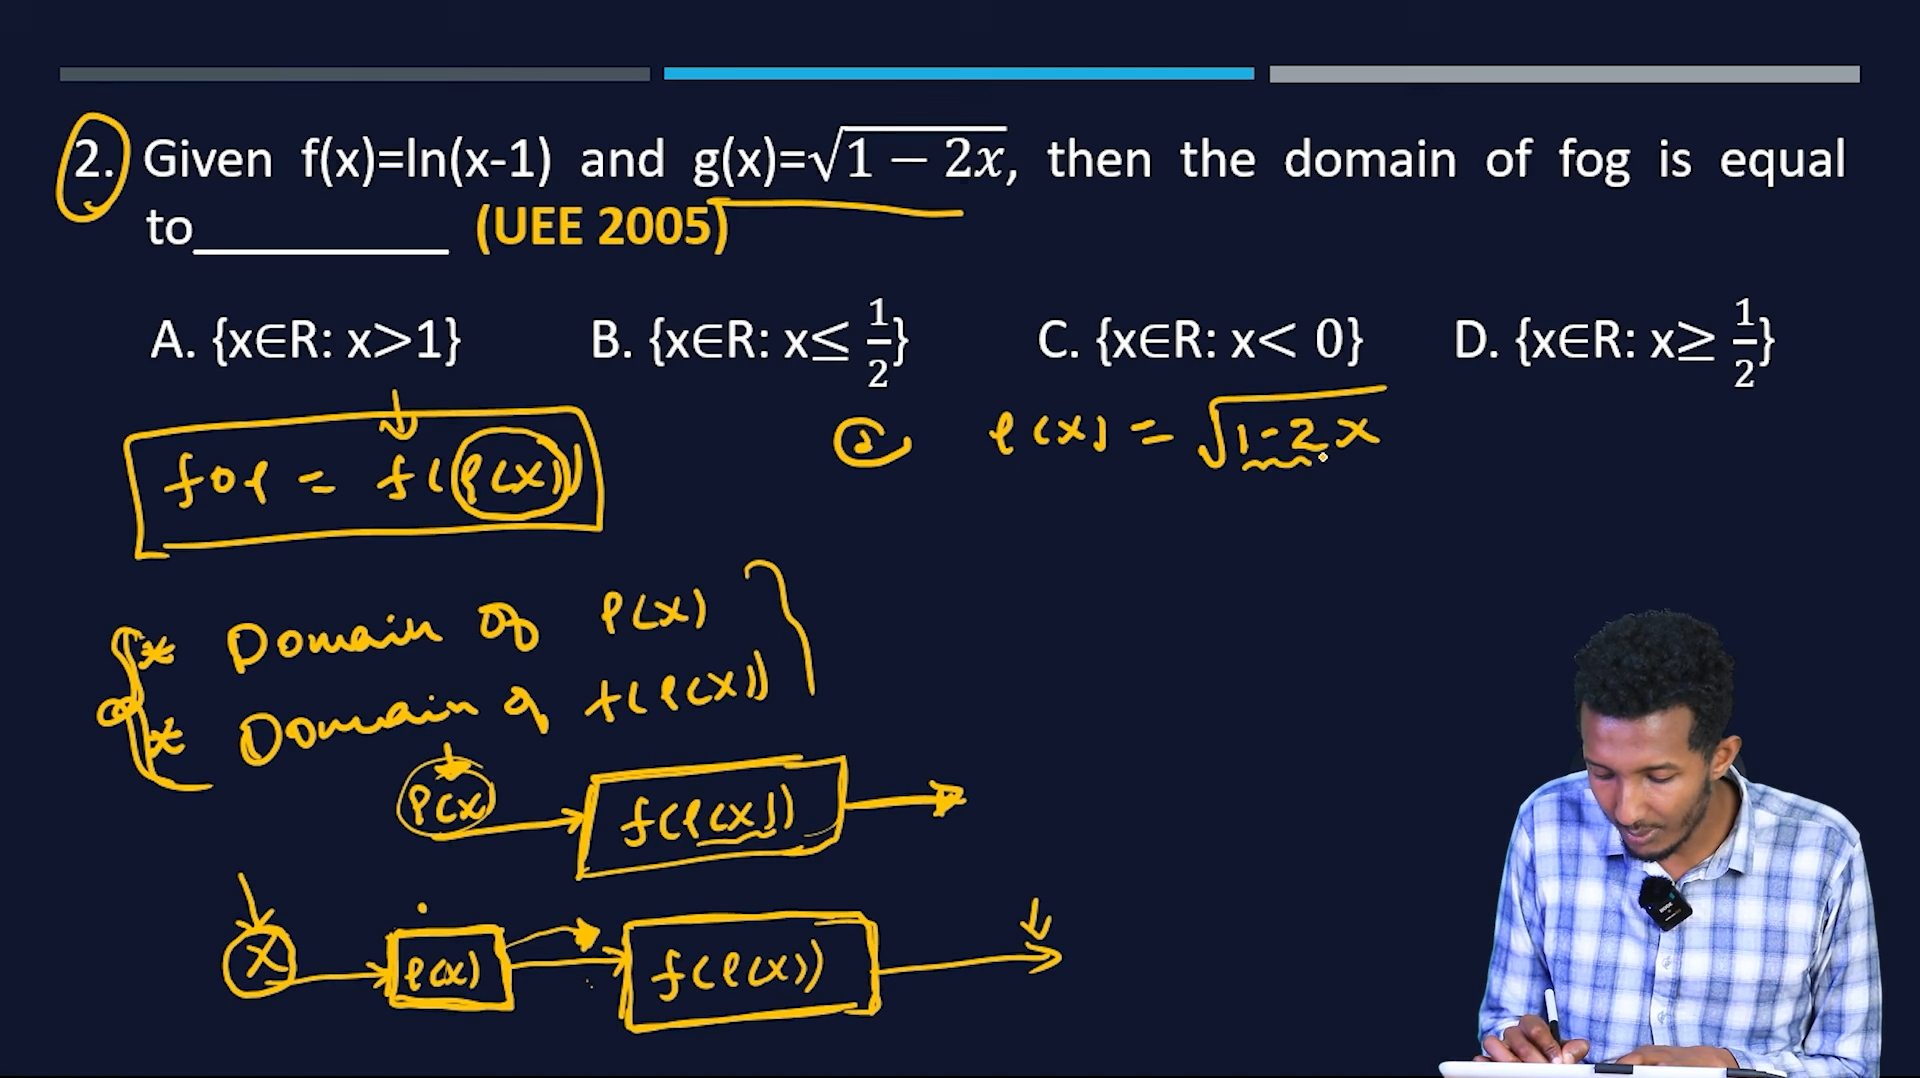 2. Given f(x)=ln(x-1) and g(x)=√1 − 2x, then the domain of fog is equal
to__________ (UEE 2005)
A. {x∈R: x>1} B. {x∈R: x≤ 1/2} C. {x∈R: x< 0} D. {x∈R: x≥ 1/2}
fog = f(g(x))
① g(x) = √1-2x
* Domain of g(x)
* Domain of f(g(x))
g(x) f(g(x))
x g(x) f(g(x))